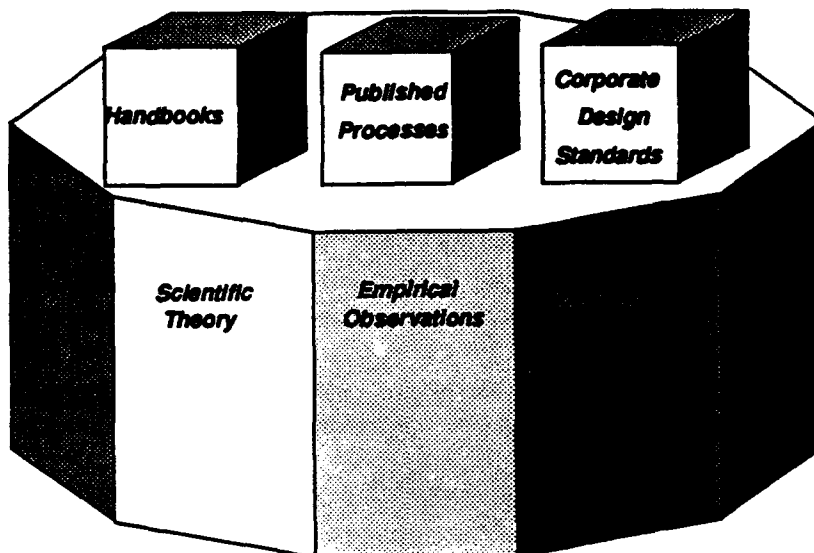 Handbooks
Published
Processes
Corporate
Design
Standards
Scientific
Theory
Empirical
Observations